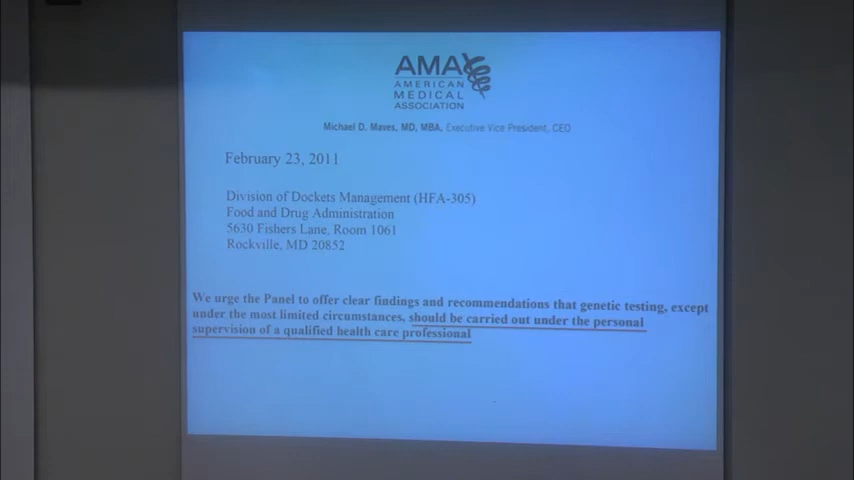 AMA
AMERICAN
MEDICAL
ASSOCIATION
Michael D. Maves, MD, MBA, Executive Vice President, CEO
February 23, 2011
Division of Dockets Management (HFA-305)
Food and Drug Administration
5630 Fishers Lane, Room 1061
Rockville, MD 20852
We urge the Panel to offer clear findings and recommendations that genetic testing, except
under the most limited circumstances, should be carried out under the personal
supervision of a qualified health care professional